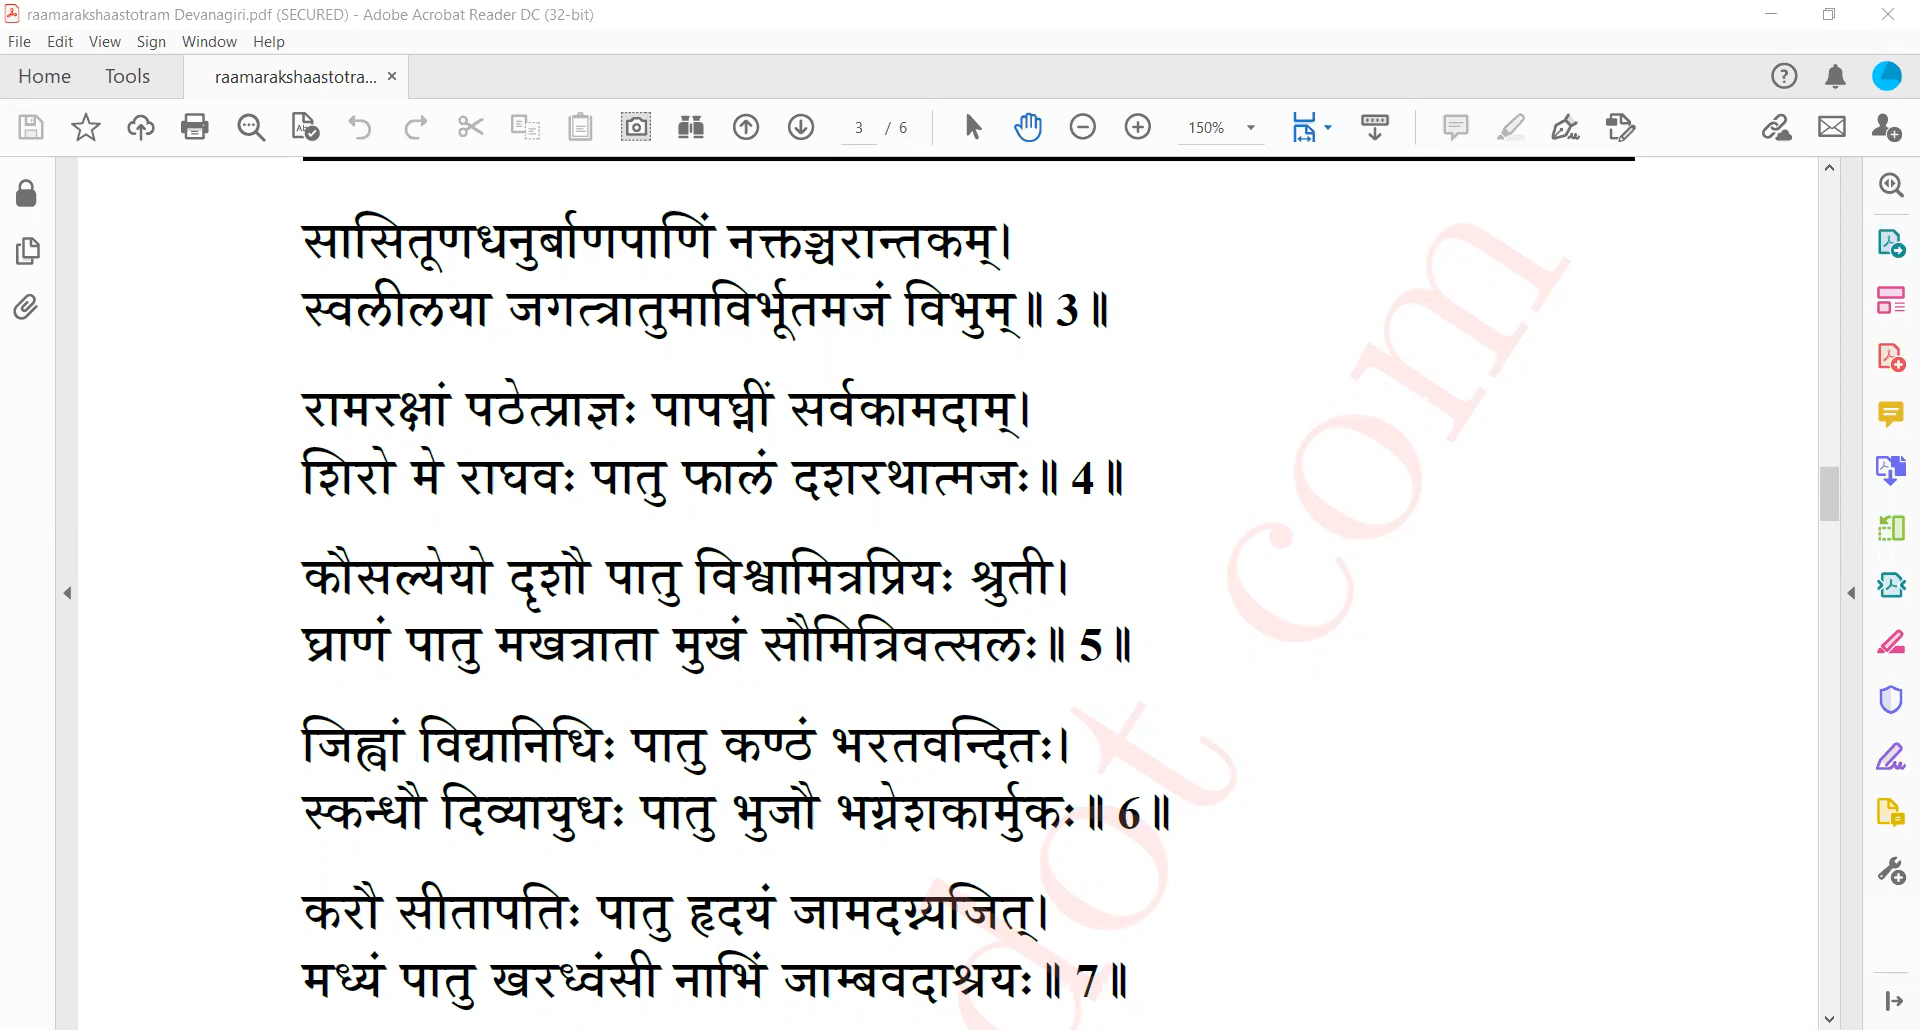 raamarakshaastotram Devanagiri.pdf (SECURED) - Adobe Acrobat Reader DC (32-bit)
File Edit View Sign Window Help
Home Tools raamarakshaastotra... ×
3 / 6 150%
सासितूणधनुर्बाणपाणिं नक्तञ्चरान्तकम्।
स्वलीलया जगत्त्रातुमाविर्भूतमजं विभुम्॥ 3॥
रामरक्षां पठेत्प्राज्ञः पापघ्नीं सर्वकामदाम्।
शिरो मे राघवः पातु फालं दशरथात्मजः॥ 4॥
कौसल्येयो दृशौ पातु विश्वामित्रप्रियः श्रुती।
घ्राणं पातु मखत्राता मुखं सौमित्रिवत्सलः॥ 5॥
जिह्वां विद्यानिधिः पातु कण्ठं भरतवन्दितः।
स्कन्धौ दिव्यायुधः पातु भुजौ भग्नेशकार्मुकः॥ 6॥
करौ सीतापतिः पातु हृदयं जामदग्न्यजित्।
मध्यं पातु खरध्वंसी नाभिं जाम्बवदाश्रयः॥ 7॥
dot com